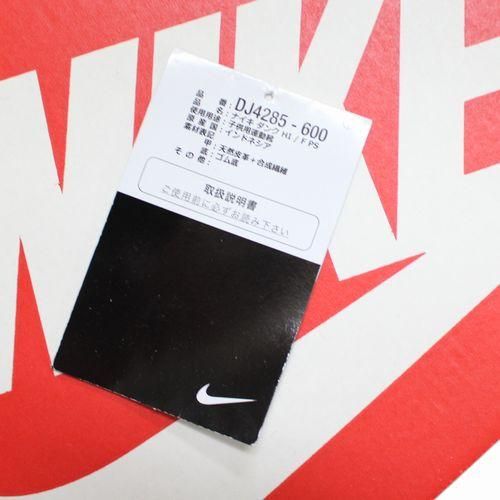 NIKE
品番：DJ4285-600
品名：ナイキ ダンク HI / F PS
使用用途：子供用運動靴
原産国：インドネシア
素材表記
甲：天然皮革＋合成繊維
底：ゴム底
その他：
取扱説明書
ご使用前に必ずお読み下さい